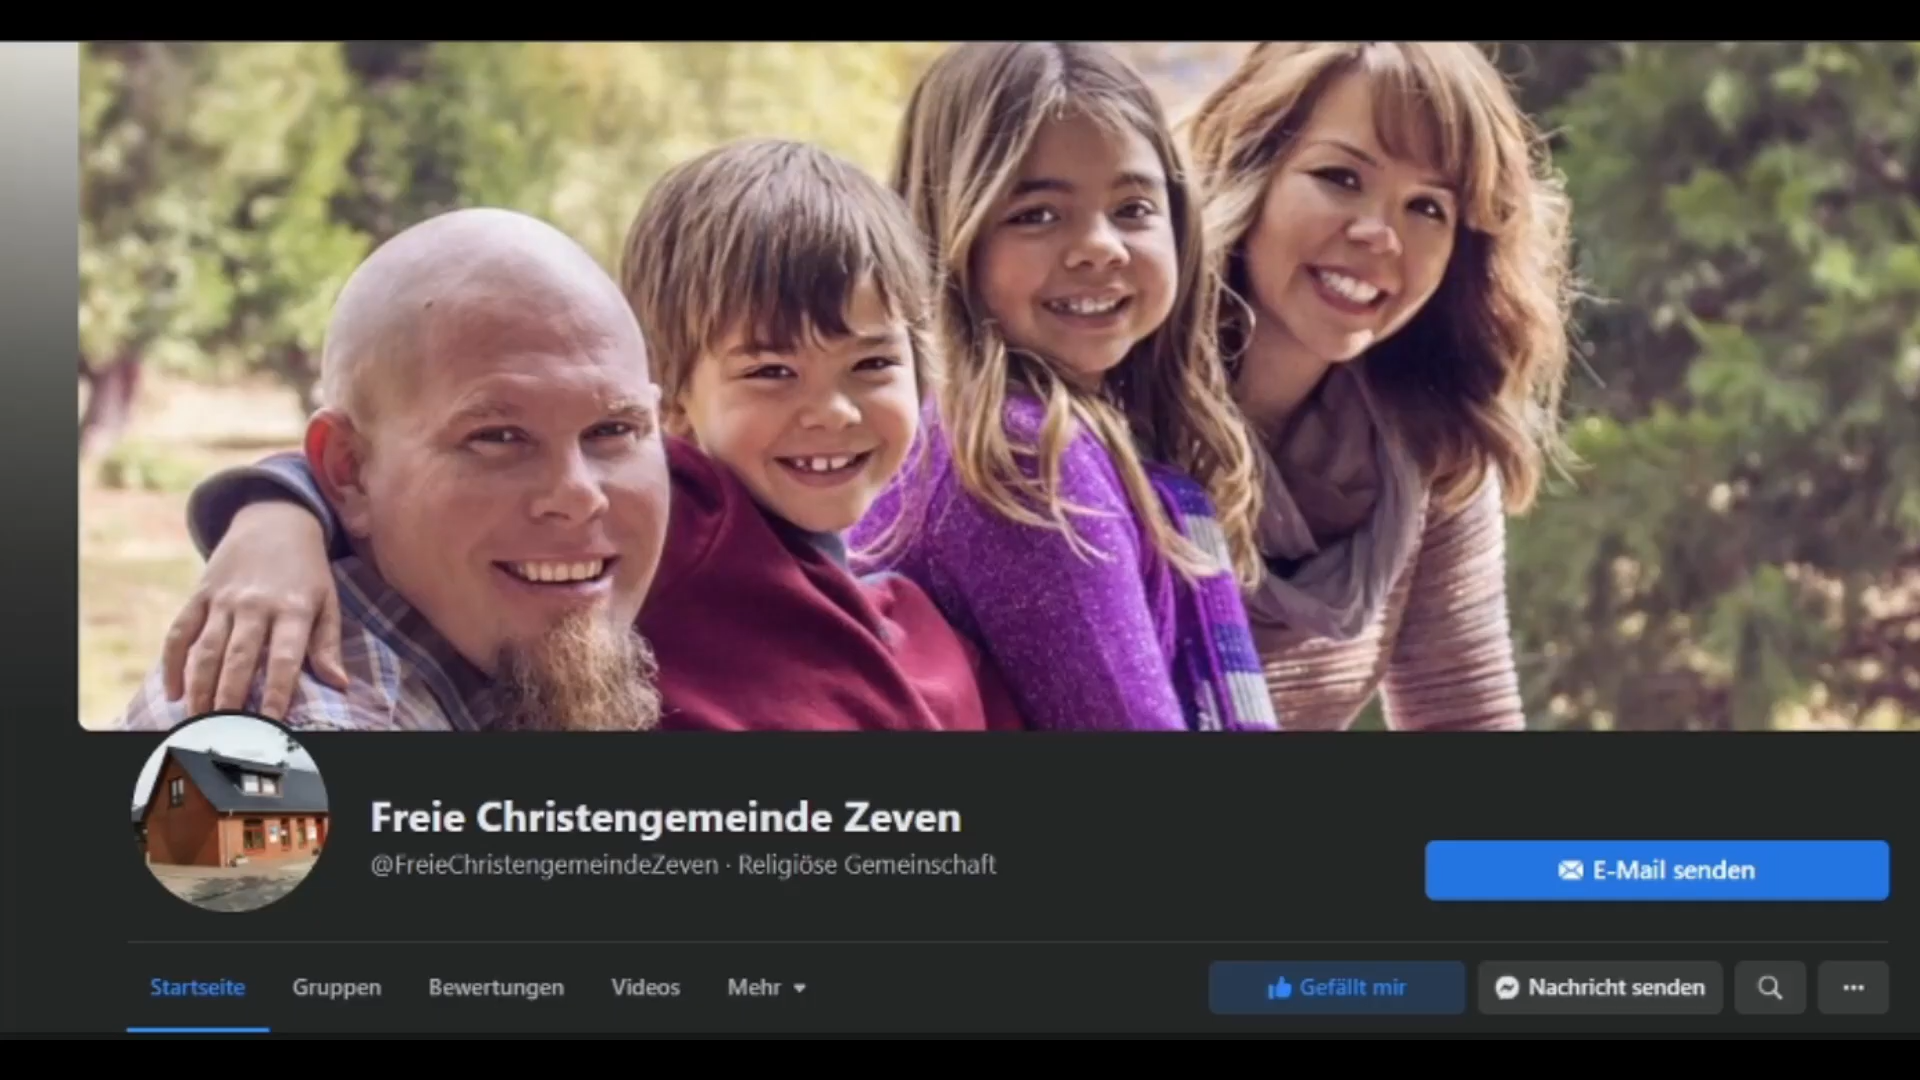 Freie Christengemeinde Zeven
@FreieChristengemeindeZeven · Religiöse Gemeinschaft
E-Mail senden
Startseite Gruppen Bewertungen Videos Mehr Gefällt mir Nachricht senden ...